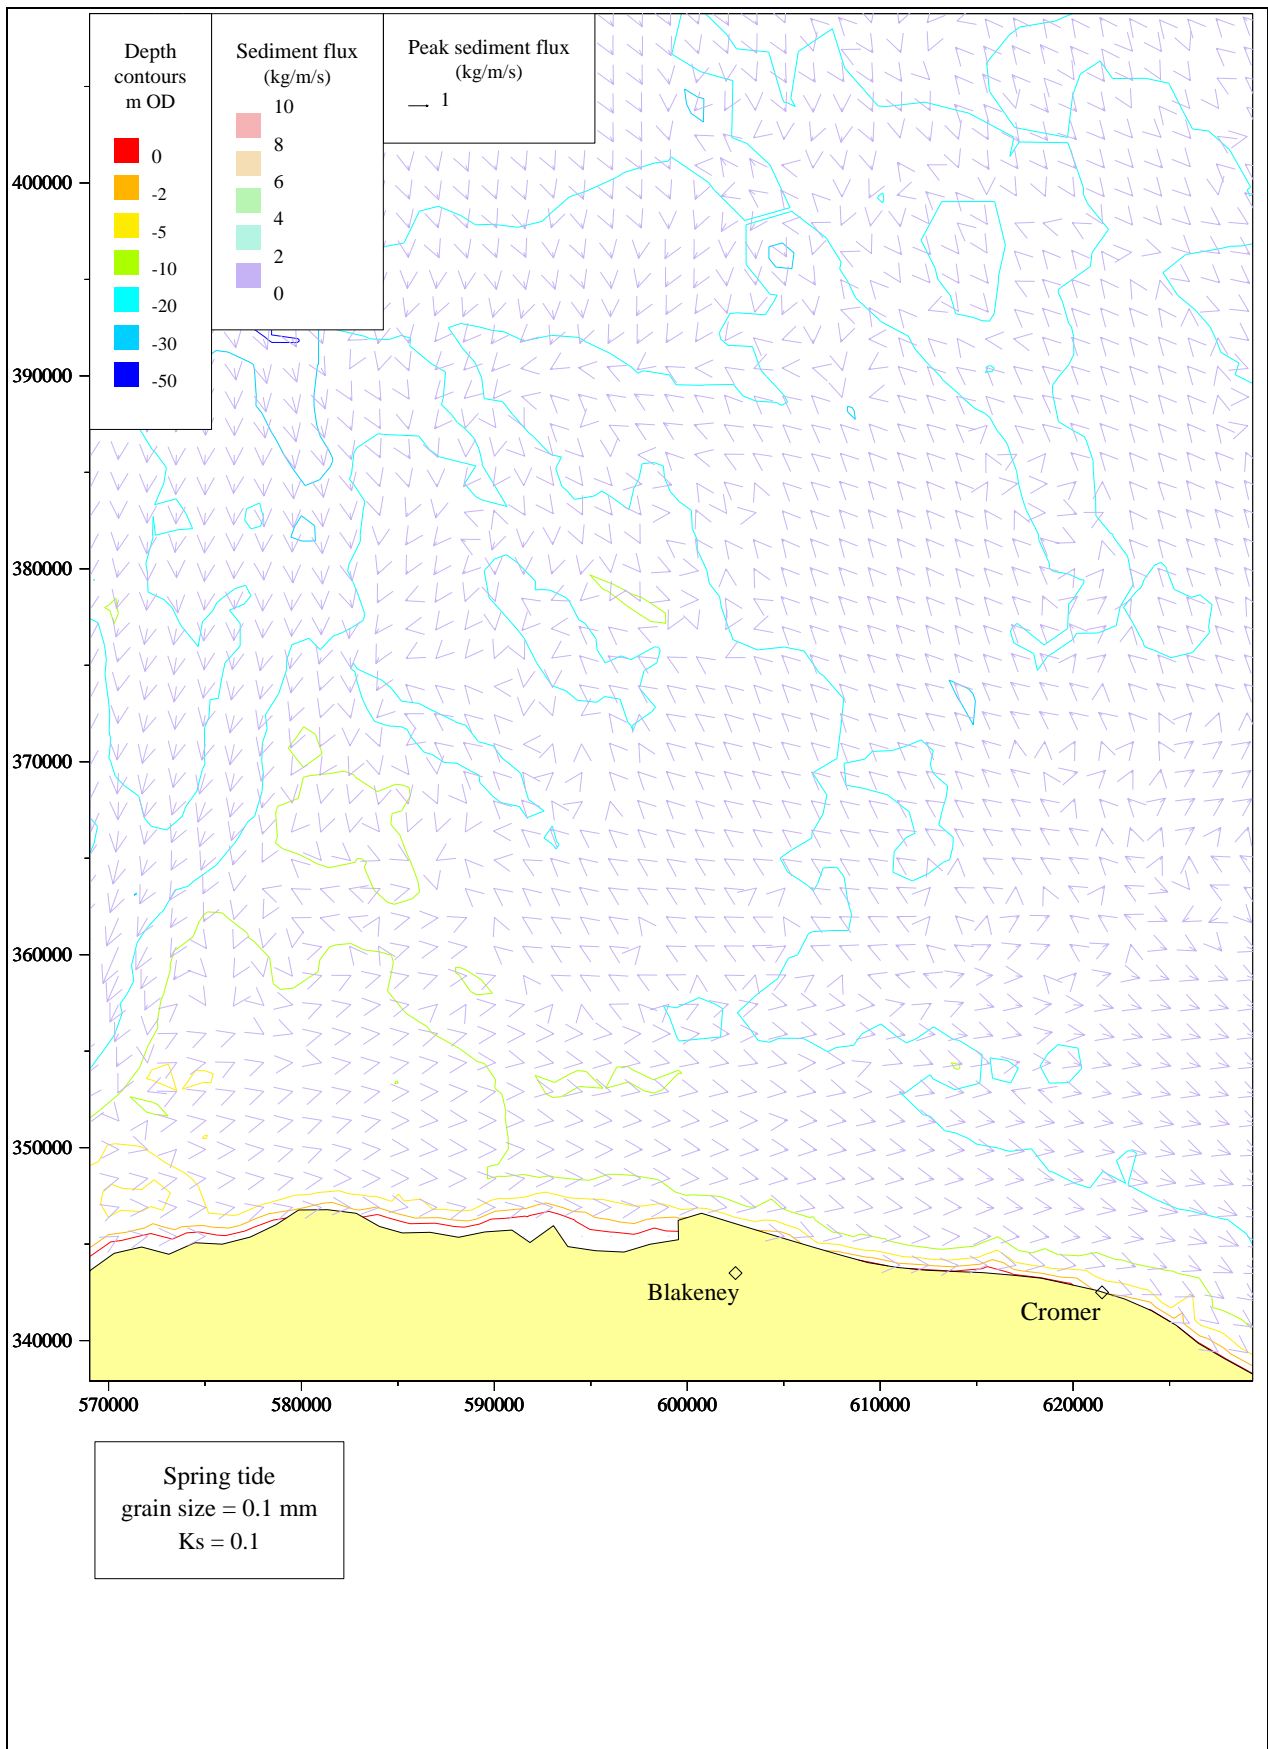 Depth
contours
m OD
0
-2
-5
-10
-20
-30
-50
Sediment flux
(kg/m/s)
10
8
6
4
2
0
Peak sediment flux
(kg/m/s)
1
400000
390000
380000
370000
360000
350000
340000
Blakeney
Cromer
570000
580000
590000
600000
610000
620000
Spring tide
grain size = 0.1 mm
Ks = 0.1